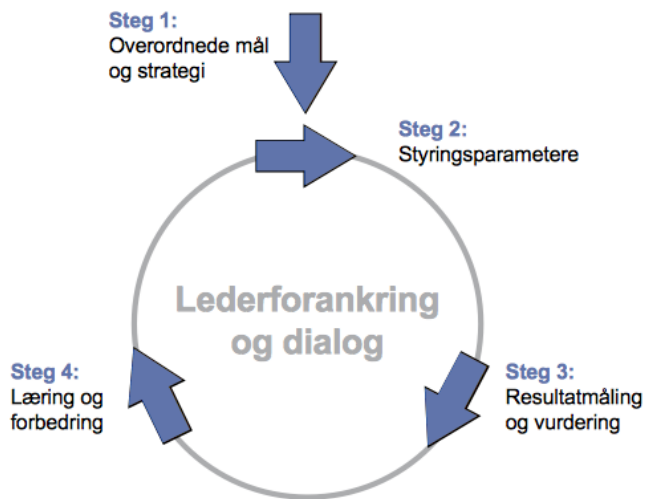 Steg 1:
Overordnede mål
og strategi
Steg 2:
Styringsparametere
Lederforankring
og dialog
Steg 3:
Resultatmåling
og vurdering
Steg 4:
Læring og
forbedring